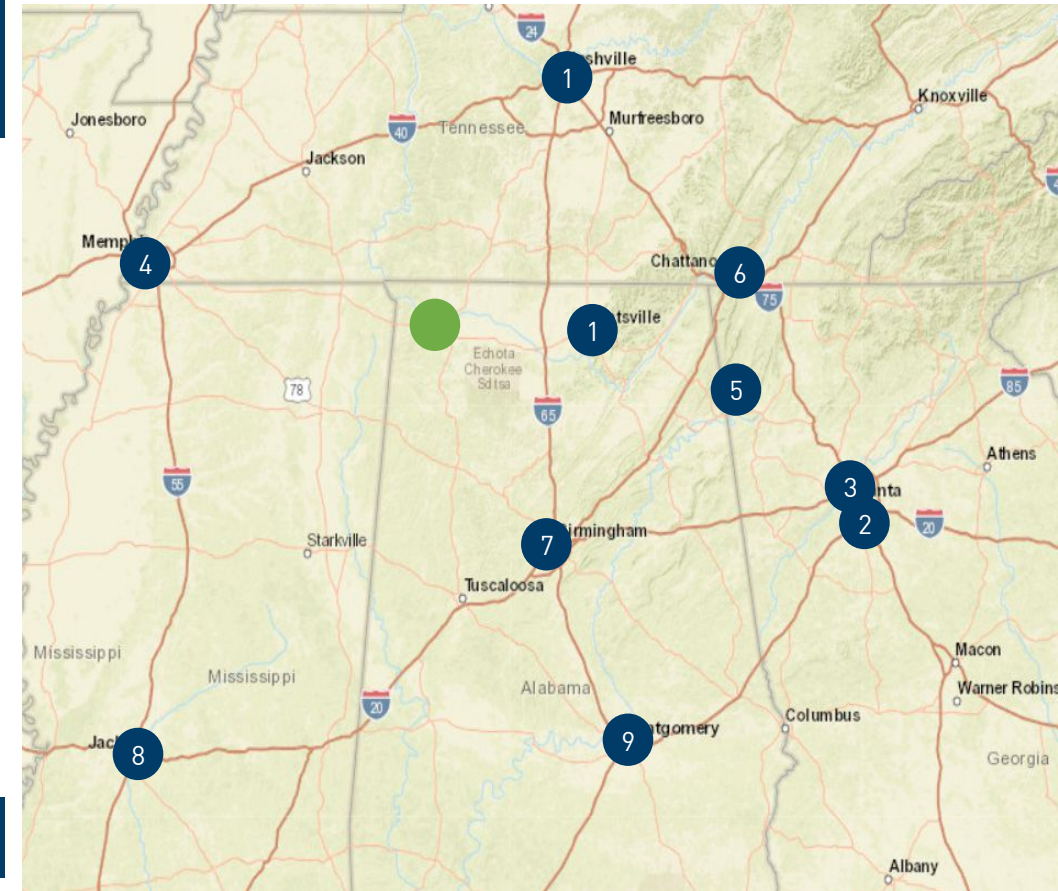 24
shville
1
Jonesboro
Knoxville
Murfreesboro
40
Tennessee
Jackson
Memph
4
Chattano
6
75
1
tsville
Echota
Cherokee
Sdtsa
5
78
65
85
Athens
55
3
nta
2
20
Starkville
7
irmingham
Tuscaloosa
Mississippi
Mississippi
Macon
Warner Robins
20
Alabama
Columbus
Jac
8
9
tgomery
Georgia
Albany